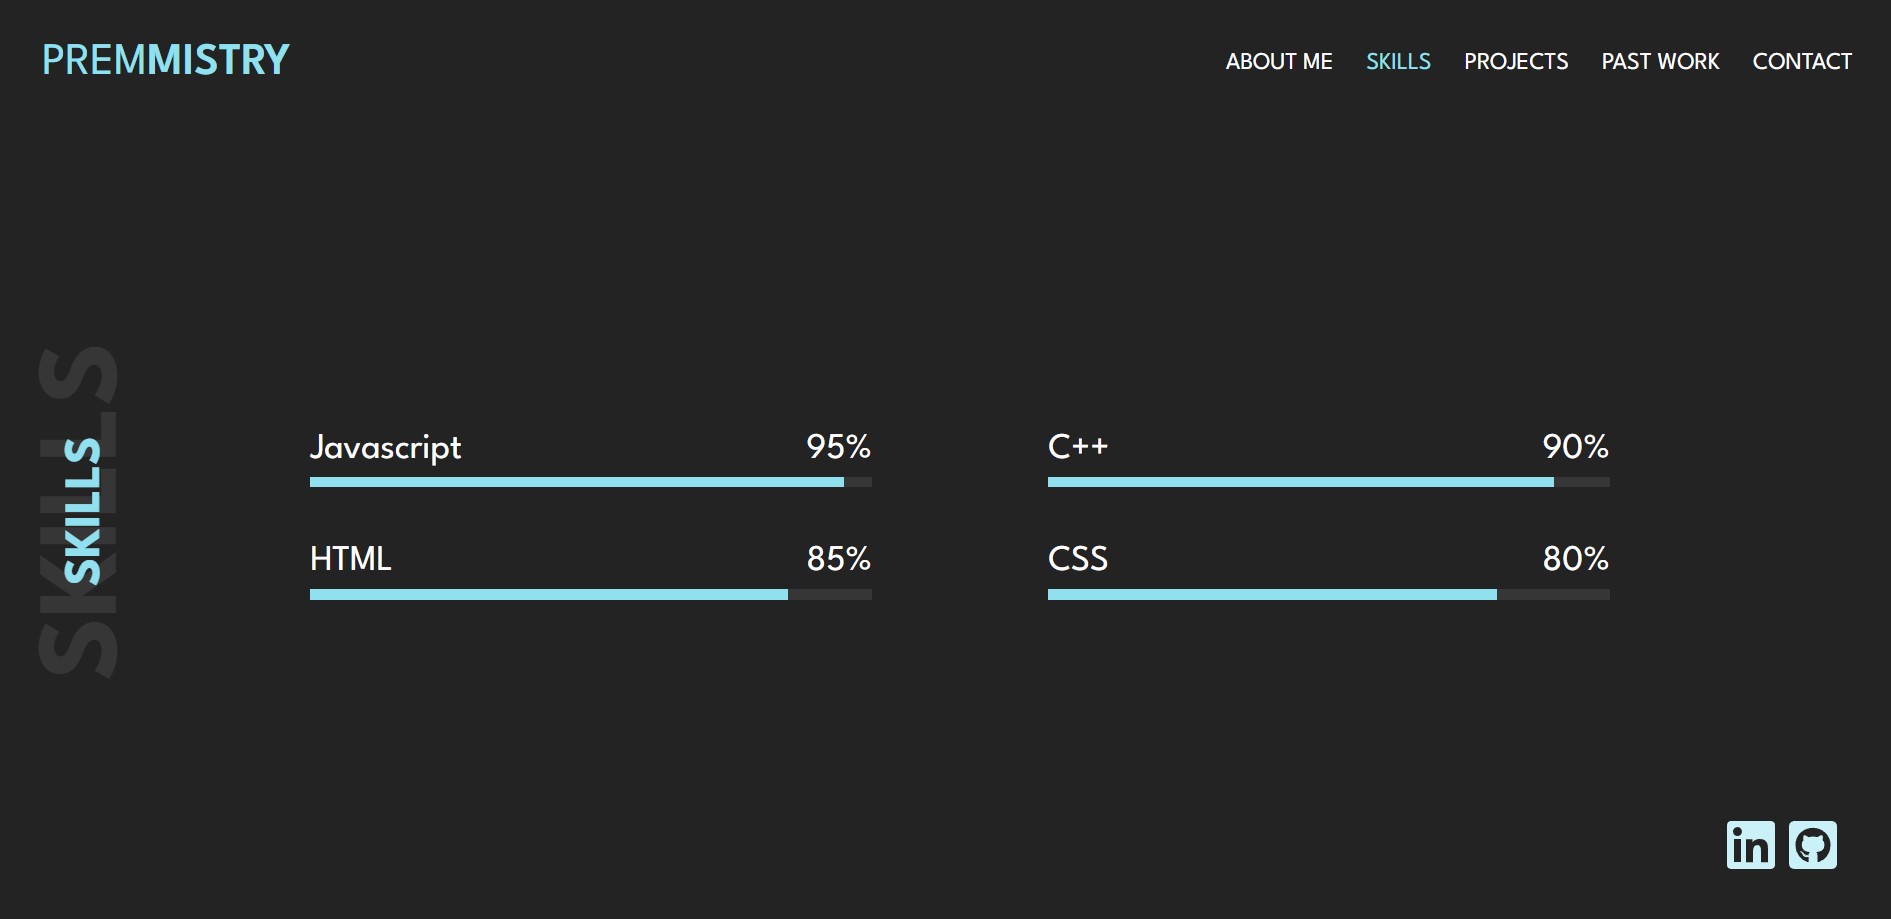 PREMMISTRY
ABOUT ME SKILLS PROJECTS PAST WORK CONTACT
SKILLS
SKILLS
Javascript 95%
C++ 90%
HTML 85%
CSS 80%
in